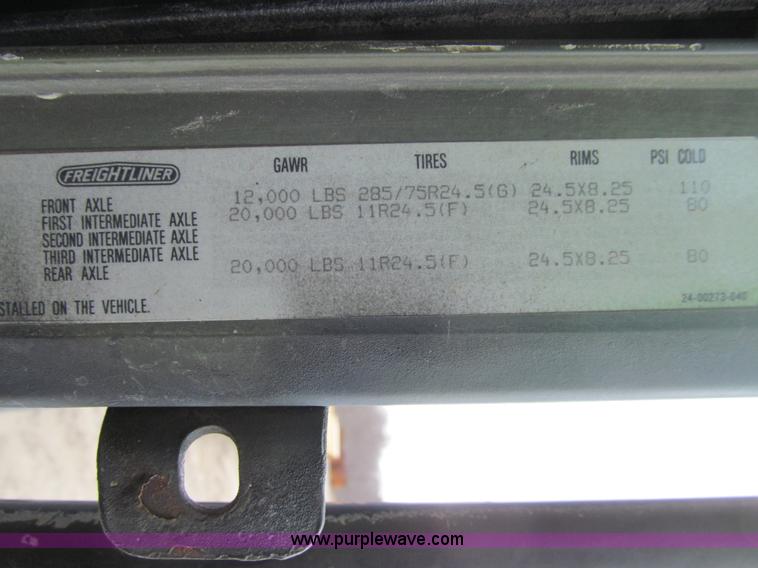 FREIGHTLINER GAWR TIRES RIMS PSI COLD
FRONT AXLE 12,000 LBS 285/75R24.5(G) 24.5X8.25 110
FIRST INTERMEDIATE AXLE 20,000 LBS 11R24.5(F) 24.5X8.25 80
SECOND INTERMEDIATE AXLE
THIRD INTERMEDIATE AXLE
REAR AXLE 20,000 LBS 11R24.5(F) 24.5X8.25 80
STALLED ON THE VEHICLE. 24-00273-040
www.purplewave.com